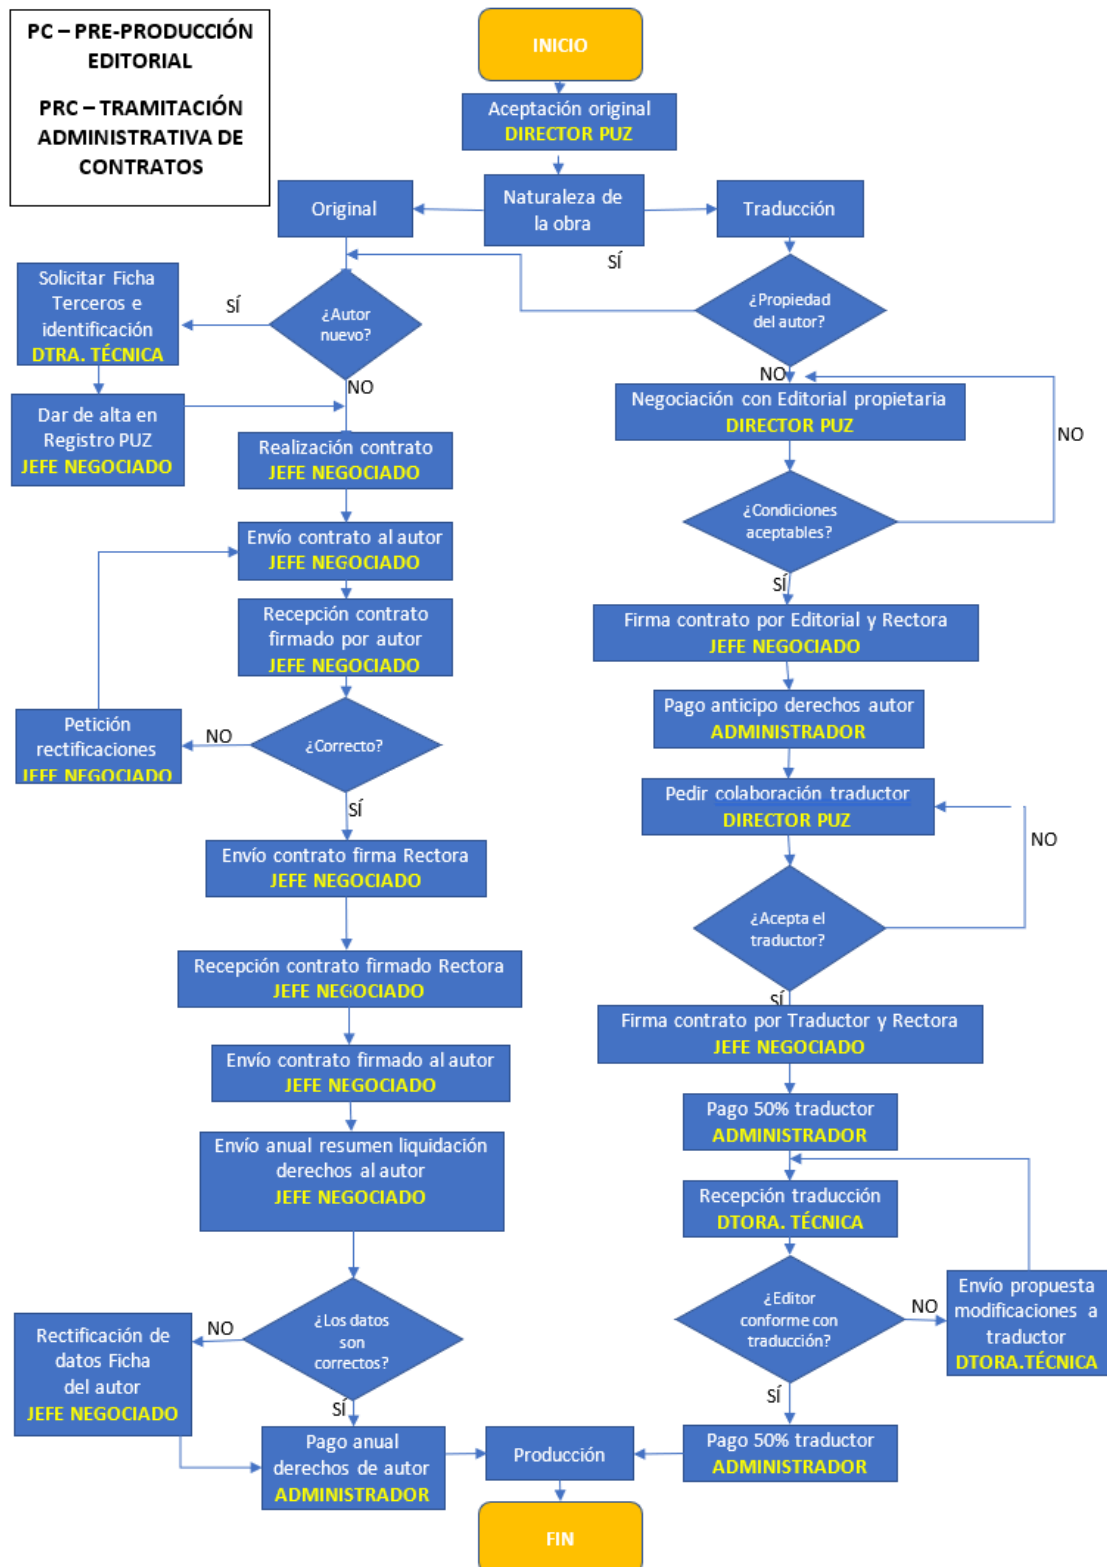 PC – PRE-PRODUCCIÓN
EDITORIAL
PRC – TRAMITACIÓN
ADMINISTRATIVA DE
CONTRATOS
INICIO
Aceptación original
DIRECTOR PUZ
Naturaleza de
la obra
Original
Traducción
SÍ
¿Propiedad
del autor?
Solicitar Ficha
Terceros e
identificación
DTRA. TÉCNICA
SÍ
¿Autor
nuevo?
NO
NO
Dar de alta en
Registro PUZ
JEFE NEGOCIADO
Negociación con Editorial propietaria
DIRECTOR PUZ
NO
Realización contrato
JEFE NEGOCIADO
¿Condiciones
aceptables?
SÍ
Envío contrato al autor
JEFE NEGOCIADO
Recepción contrato
firmado por autor
JEFE NEGOCIADO
Firma contrato por Editorial y Rectora
JEFE NEGOCIADO
Petición
rectificaciones
JEFE NEGOCIADO
NO
¿Correcto?
SÍ
Pago anticipo derechos autor
ADMINISTRADOR
Pedir colaboración traductor
DIRECTOR PUZ
NO
Envío contrato firma Rectora
JEFE NEGOCIADO
¿Acepta el
traductor?
SÍ
Recepción contrato firmado Rectora
JEFE NEGOCIADO
Firma contrato por Traductor y Rectora
JEFE NEGOCIADO
Envío contrato firmado al autor
JEFE NEGOCIADO
Pago 50% traductor
ADMINISTRADOR
Envío anual resumen liquidación
derechos al autor
JEFE NEGOCIADO
Recepción traducción
DTORA. TÉCNICA
¿Los datos
son
correctos?
NO
SÍ
Rectificación de
datos Ficha
del autor
JEFE NEGOCIADO
¿Editor
conforme con
traducción?
NO
SÍ
Envío propuesta
modificaciones a
traductor
DTORA.TÉCNICA
Pago anual
derechos de autor
ADMINISTRADOR
Producción
Pago 50% traductor
ADMINISTRADOR
FIN